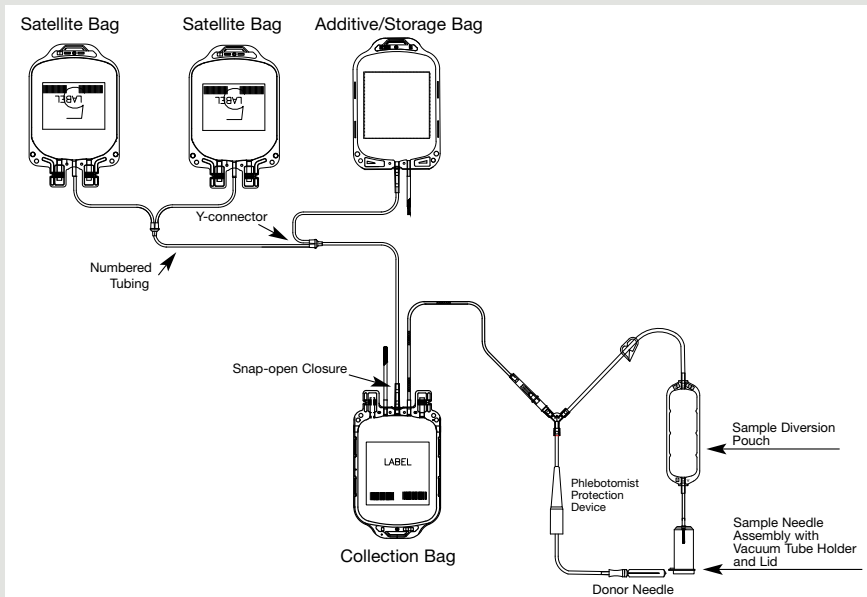 Satellite Bag
Satellite Bag
Additive/Storage Bag
LABEL
LABEL
Y-connector
Numbered
Tubing
Snap-open Closure
LABEL
Collection Bag
Phlebotomist
Protection
Device
Donor Needle
Sample Diversion
Pouch
Sample Needle
Assembly with
Vacuum Tube Holder
and Lid